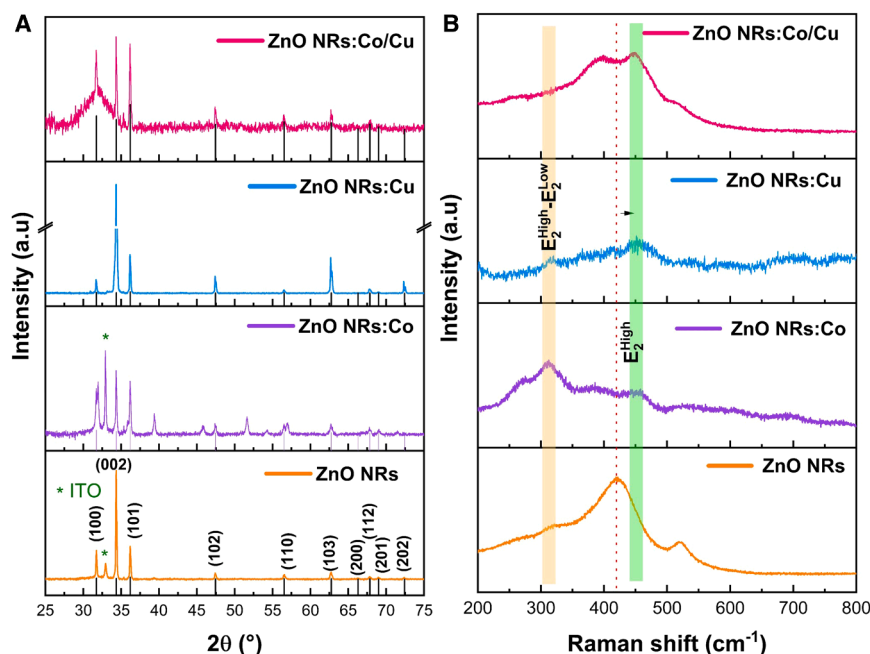 A
ZnO NRs:Co/Cu
ZnO NRs:Cu
ZnO NRs:Co
*
ZnO NRs
* ITO
(100)
*
(002)
(101)
(102)
(110)
(103)
(200)
(112)
(201)
(202)
25 30 35 40 45 50 55 60 65 70 75
2θ (°)
Intensity (a.u)
B
ZnO NRs:Co/Cu
E₂ᴴⁱᵍʰ-E₂ᴸᵒʷ
ZnO NRs:Cu
E₂ᴴⁱᵍʰ
ZnO NRs:Co
ZnO NRs
200 300 400 500 600 700 800
Raman shift (cm⁻¹)
Intensity (a.u)